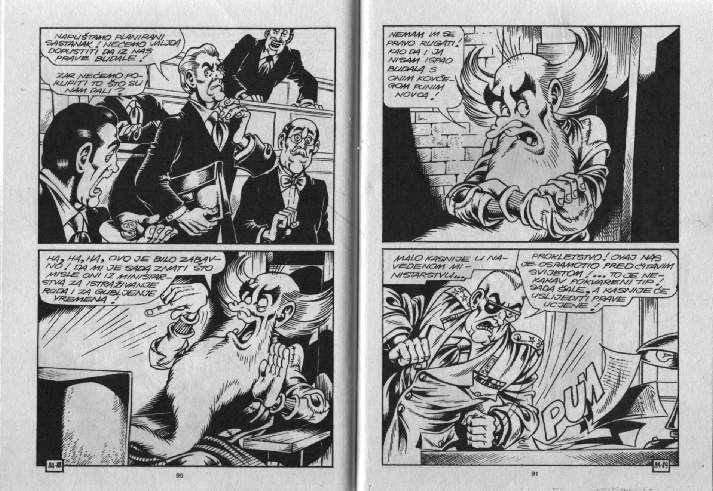 NAPUŠTAMO PLANIRANI
SASTANAK! NEĆEMO VALJDA
DOPUSTITI DA IZ NAS
PRAVE BUDALE!
ZAR NEĆEMO PO-
KUPITI TO ŠTO SU
NAM DALI?
HA, HA, HA, OVO JE BILO ZABAV-
NO! DA MI JE SADA ZNATI ŠTO
MISLE ONI IZ MINISTAR-
STVA ZA ISTRAŽIVANJE
RGDA I ZA GUBLJENJE
VREMENA!
90
NEMAM IM SE
PRAVO RUGATI!
KAO DA I JA
NISAM ISPAO
BUDALA S
ONIM KOVČE-
GOM PUNIM
NOVCA!
MALO KASNIJE U NA-
VEDENOM MI-
NISTARSTVU...
PROKLETSTVO! OVAJ NAS
JE OSRAMOTIO PRED ČITAVIM
SVIJETOM!... TO JE NE-
KAKAV POKVARENI TIP.
SADA ŠALE, A KASNIJE ĆE
USLIJEDITI PRAVE
UCJENE!
PUM
91